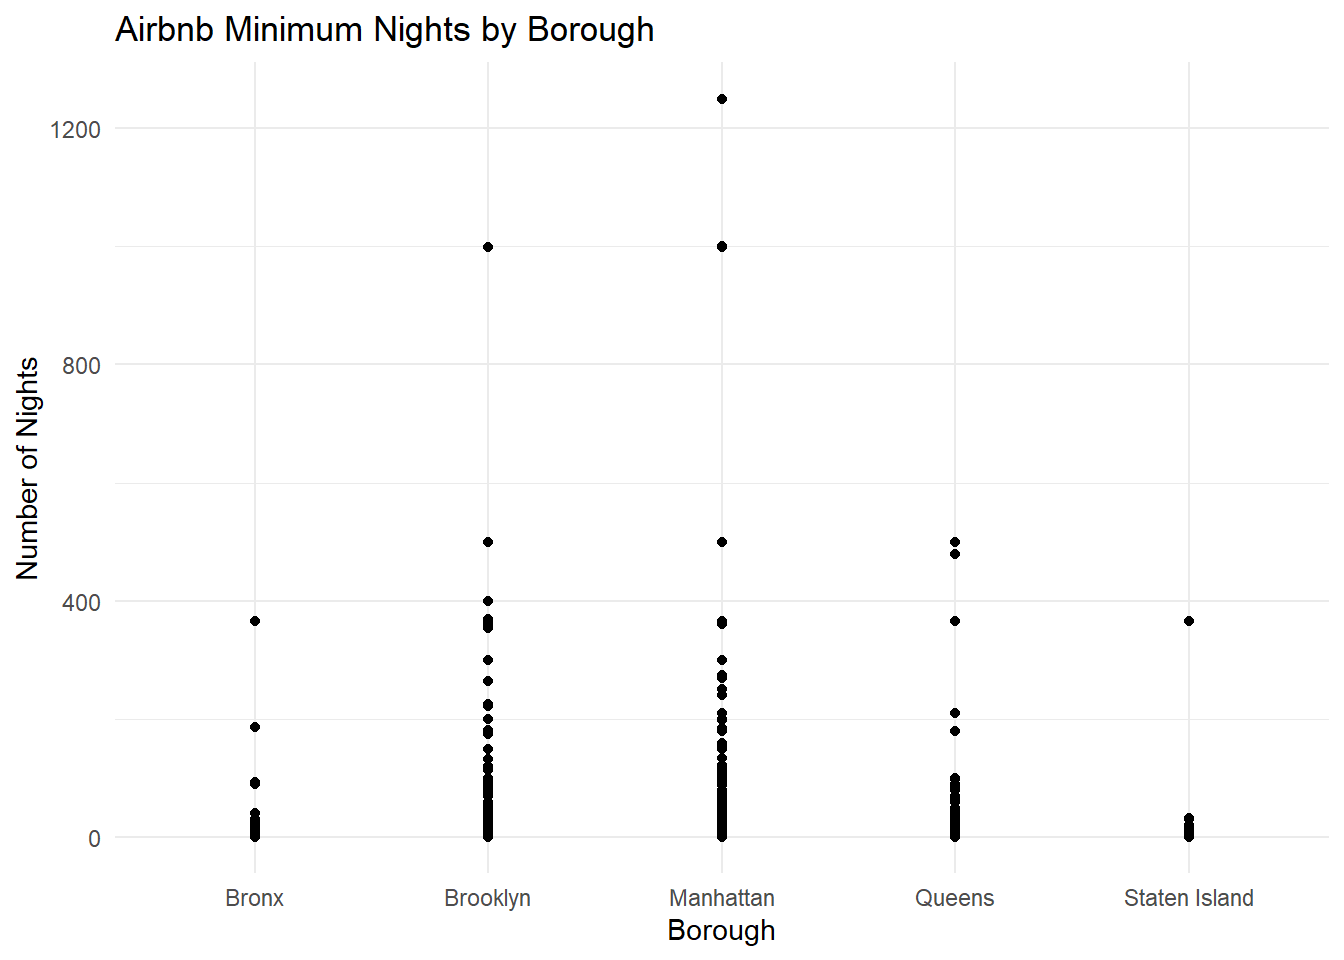 Airbnb Minimum Nights by Borough
1200
800
400
0
Number of Nights
Bronx Brooklyn Manhattan Queens Staten Island
Borough